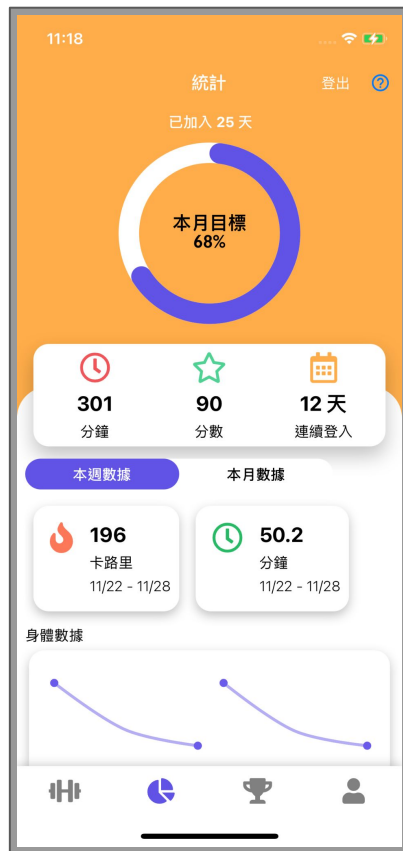 11:18
統計 登出
已加入 25 天
本月目標
68%
301 90 12 天
分鐘 分數 連續登入
本週數據 本月數據
196 50.2
卡路里 分鐘
11/22 - 11/28 11/22 - 11/28
身體數據